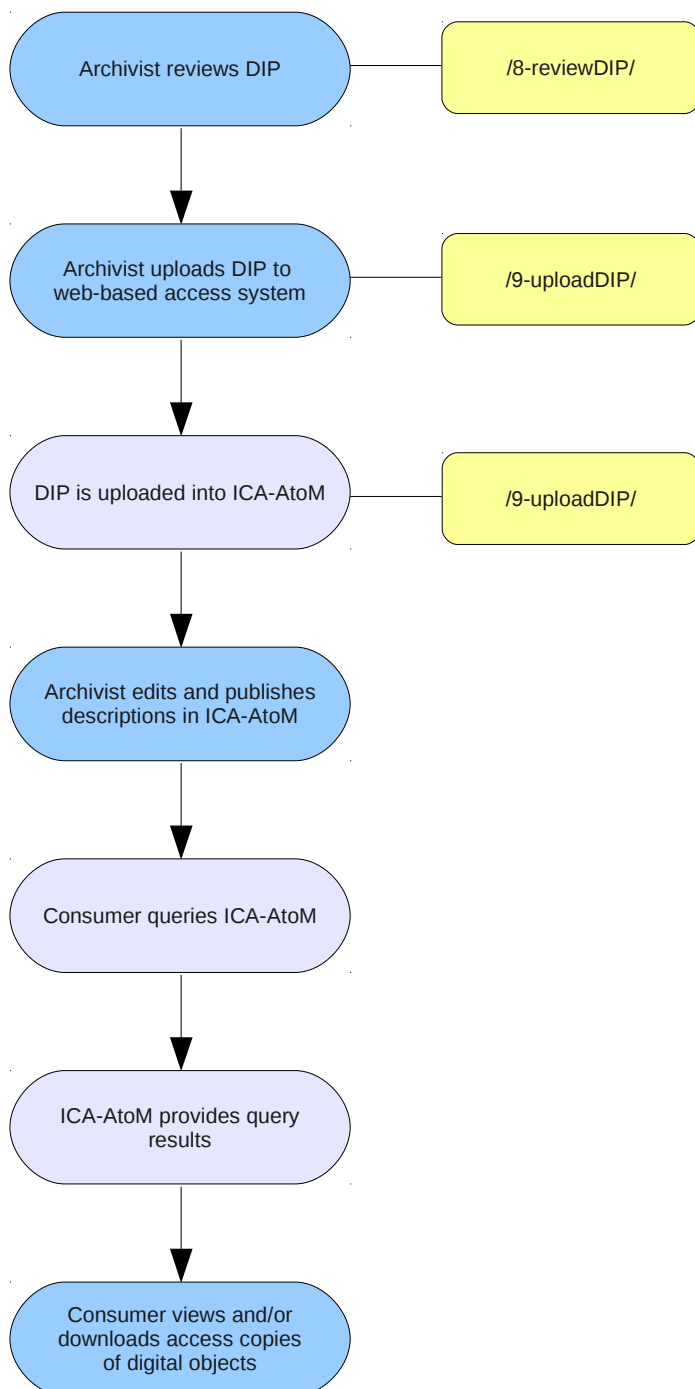 Archivist reviews DIP
/8-reviewDIP/
Archivist uploads DIP to
web-based access system
/9-uploadDIP/
DIP is uploaded into ICA-AtoM
/9-uploadDIP/
Archivist edits and publishes
descriptions in ICA-AtoM
Consumer queries ICA-AtoM
ICA-AtoM provides query
results
Consumer views and/or
downloads access copies
of digital objects